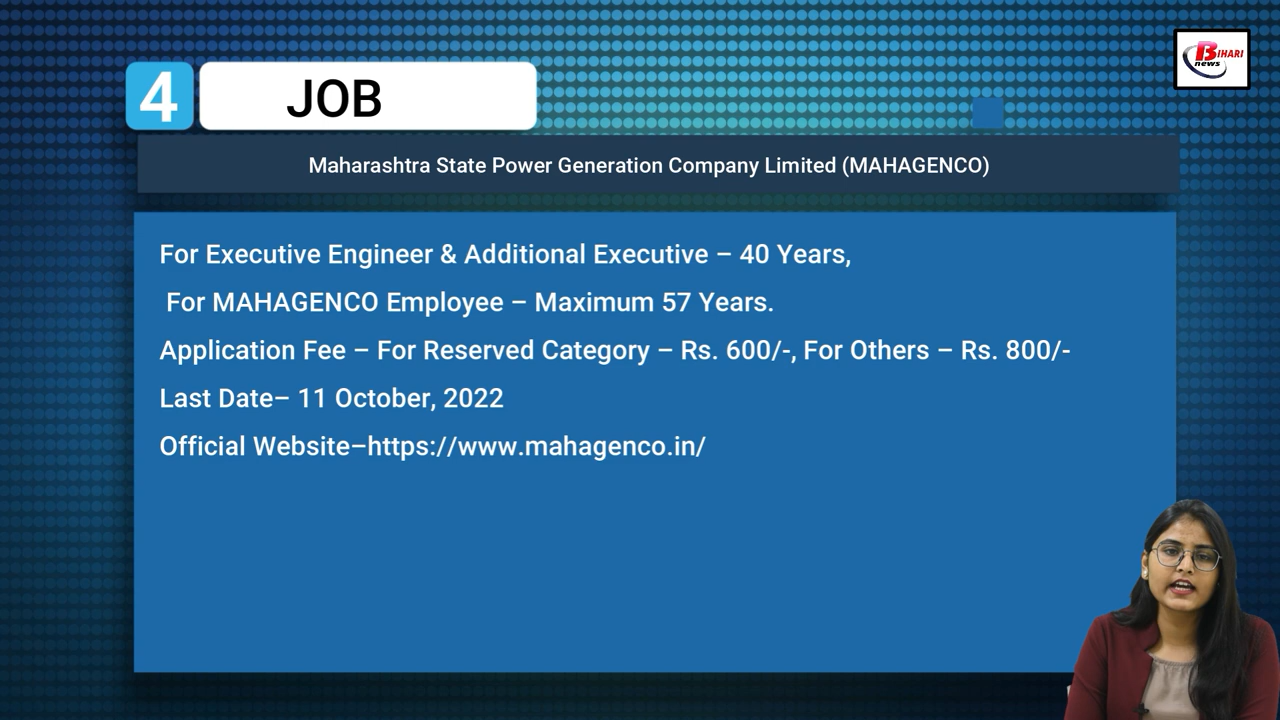 4 JOB
BIHARI
news
Maharashtra State Power Generation Company Limited (MAHAGENCO)
For Executive Engineer & Additional Executive – 40 Years,
For MAHAGENCO Employee – Maximum 57 Years.
Application Fee – For Reserved Category – Rs. 600/-, For Others – Rs. 800/-
Last Date– 11 October, 2022
Official Website–https://www.mahagenco.in/